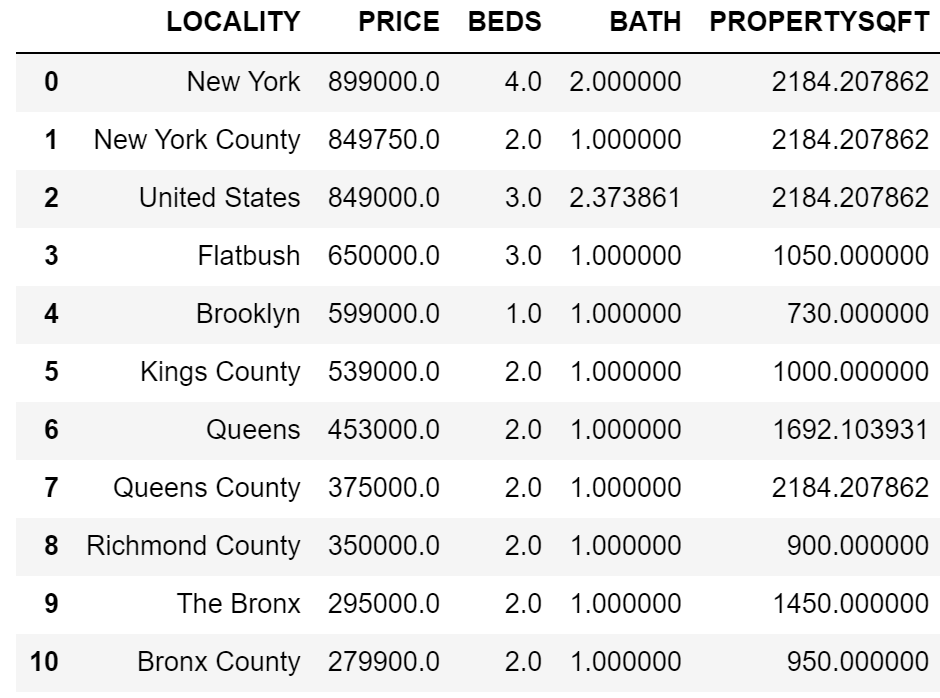 LOCALITY PRICE BEDS BATH PROPERTYSQFT
0 New York 899000.0 4.0 2.000000 2184.207862
1 New York County 849750.0 2.0 1.000000 2184.207862
2 United States 849000.0 3.0 2.373861 2184.207862
3 Flatbush 650000.0 3.0 1.000000 1050.000000
4 Brooklyn 599000.0 1.0 1.000000 730.000000
5 Kings County 539000.0 2.0 1.000000 1000.000000
6 Queens 453000.0 2.0 1.000000 1692.103931
7 Queens County 375000.0 2.0 1.000000 2184.207862
8 Richmond County 350000.0 2.0 1.000000 900.000000
9 The Bronx 295000.0 2.0 1.000000 1450.000000
10 Bronx County 279900.0 2.0 1.000000 950.000000